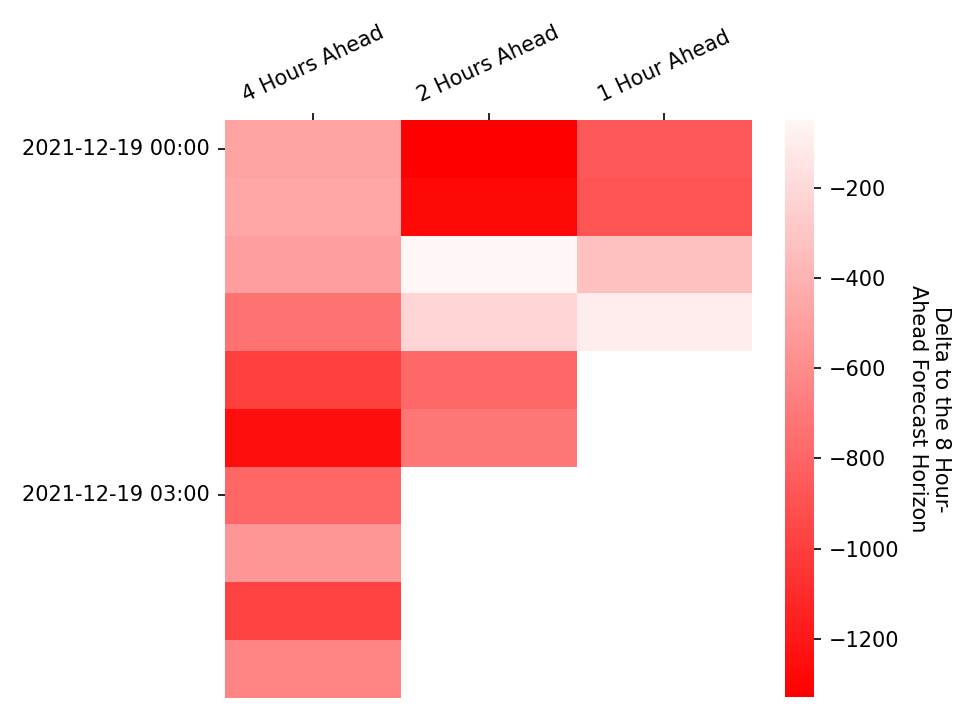 4 Hours Ahead
2 Hours Ahead
1 Hour Ahead
2021-12-19 00:00
2021-12-19 03:00
−200
−400
−600
−800
−1000
−1200
Delta to the 8 Hour-
Ahead Forecast Horizon